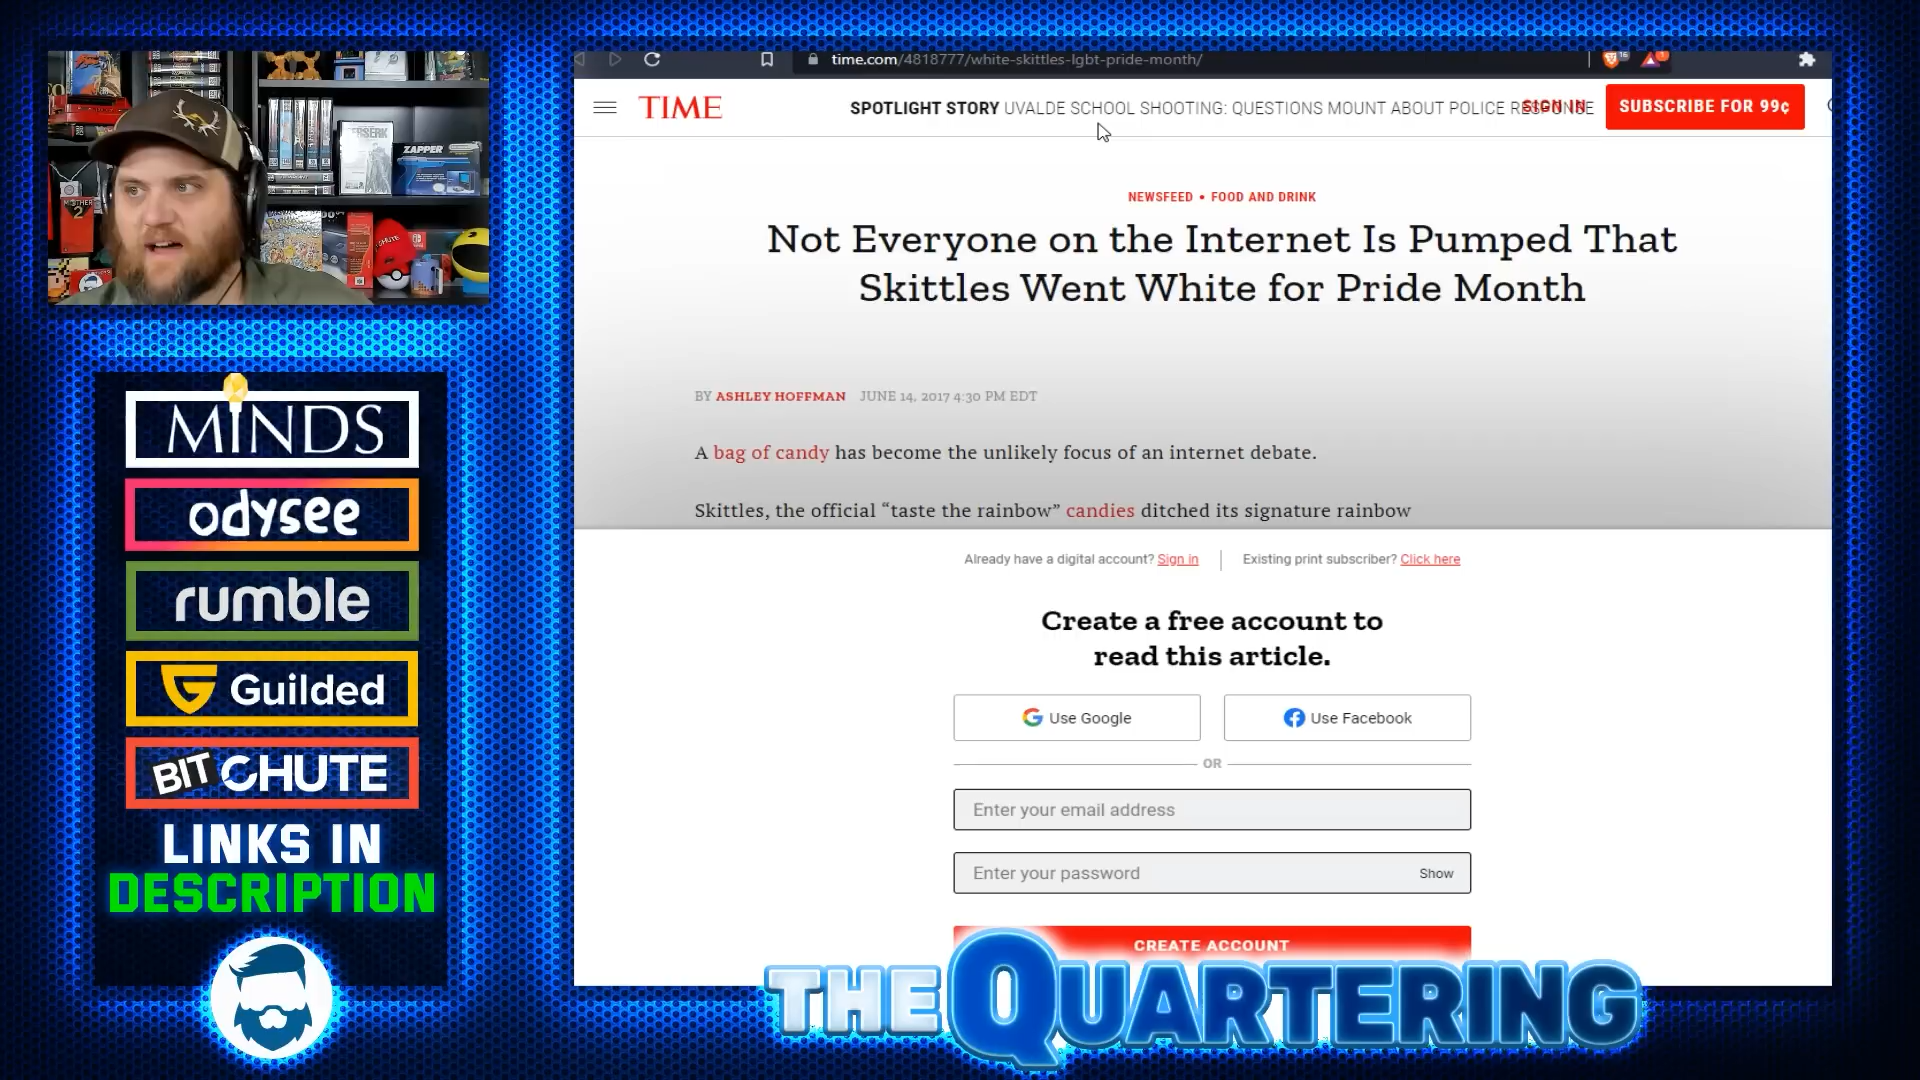 time.com/4818777/white-skittles-lgbt-pride-month/
TIME
SPOTLIGHT STORY UVALDE SCHOOL SHOOTING: QUESTIONS MOUNT ABOUT POLICE RESPONSE
SIGN IN
SUBSCRIBE FOR 99¢
NEWSFEED • FOOD AND DRINK
Not Everyone on the Internet Is Pumped That
Skittles Went White for Pride Month
BY ASHLEY HOFFMAN JUNE 14, 2017 4:30 PM EDT
A bag of candy has become the unlikely focus of an internet debate.
Skittles, the official “taste the rainbow” candies ditched its signature rainbow
Already have a digital account? Sign in
Existing print subscriber? Click here
Create a free account to
read this article.
Use Google
Use Facebook
OR
Enter your email address
Enter your password
Show
CREATE ACCOUNT
BERSERK
ZAPPER
MOTHER
2
MINDS
odysee
rumble
Guilded
BITCHUTE
LINKS IN
DESCRIPTION
THE QUARTERING